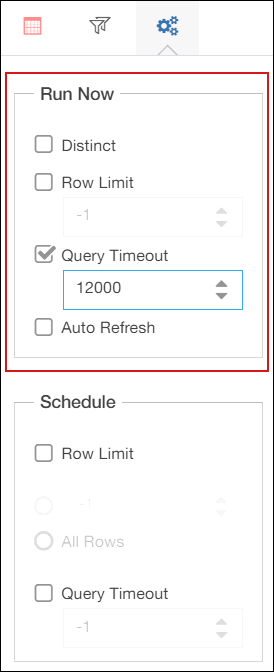 Run Now
Distinct
Row Limit
-1
Query Timeout
12000
Auto Refresh
Schedule
Row Limit
-1
All Rows
Query Timeout
-1